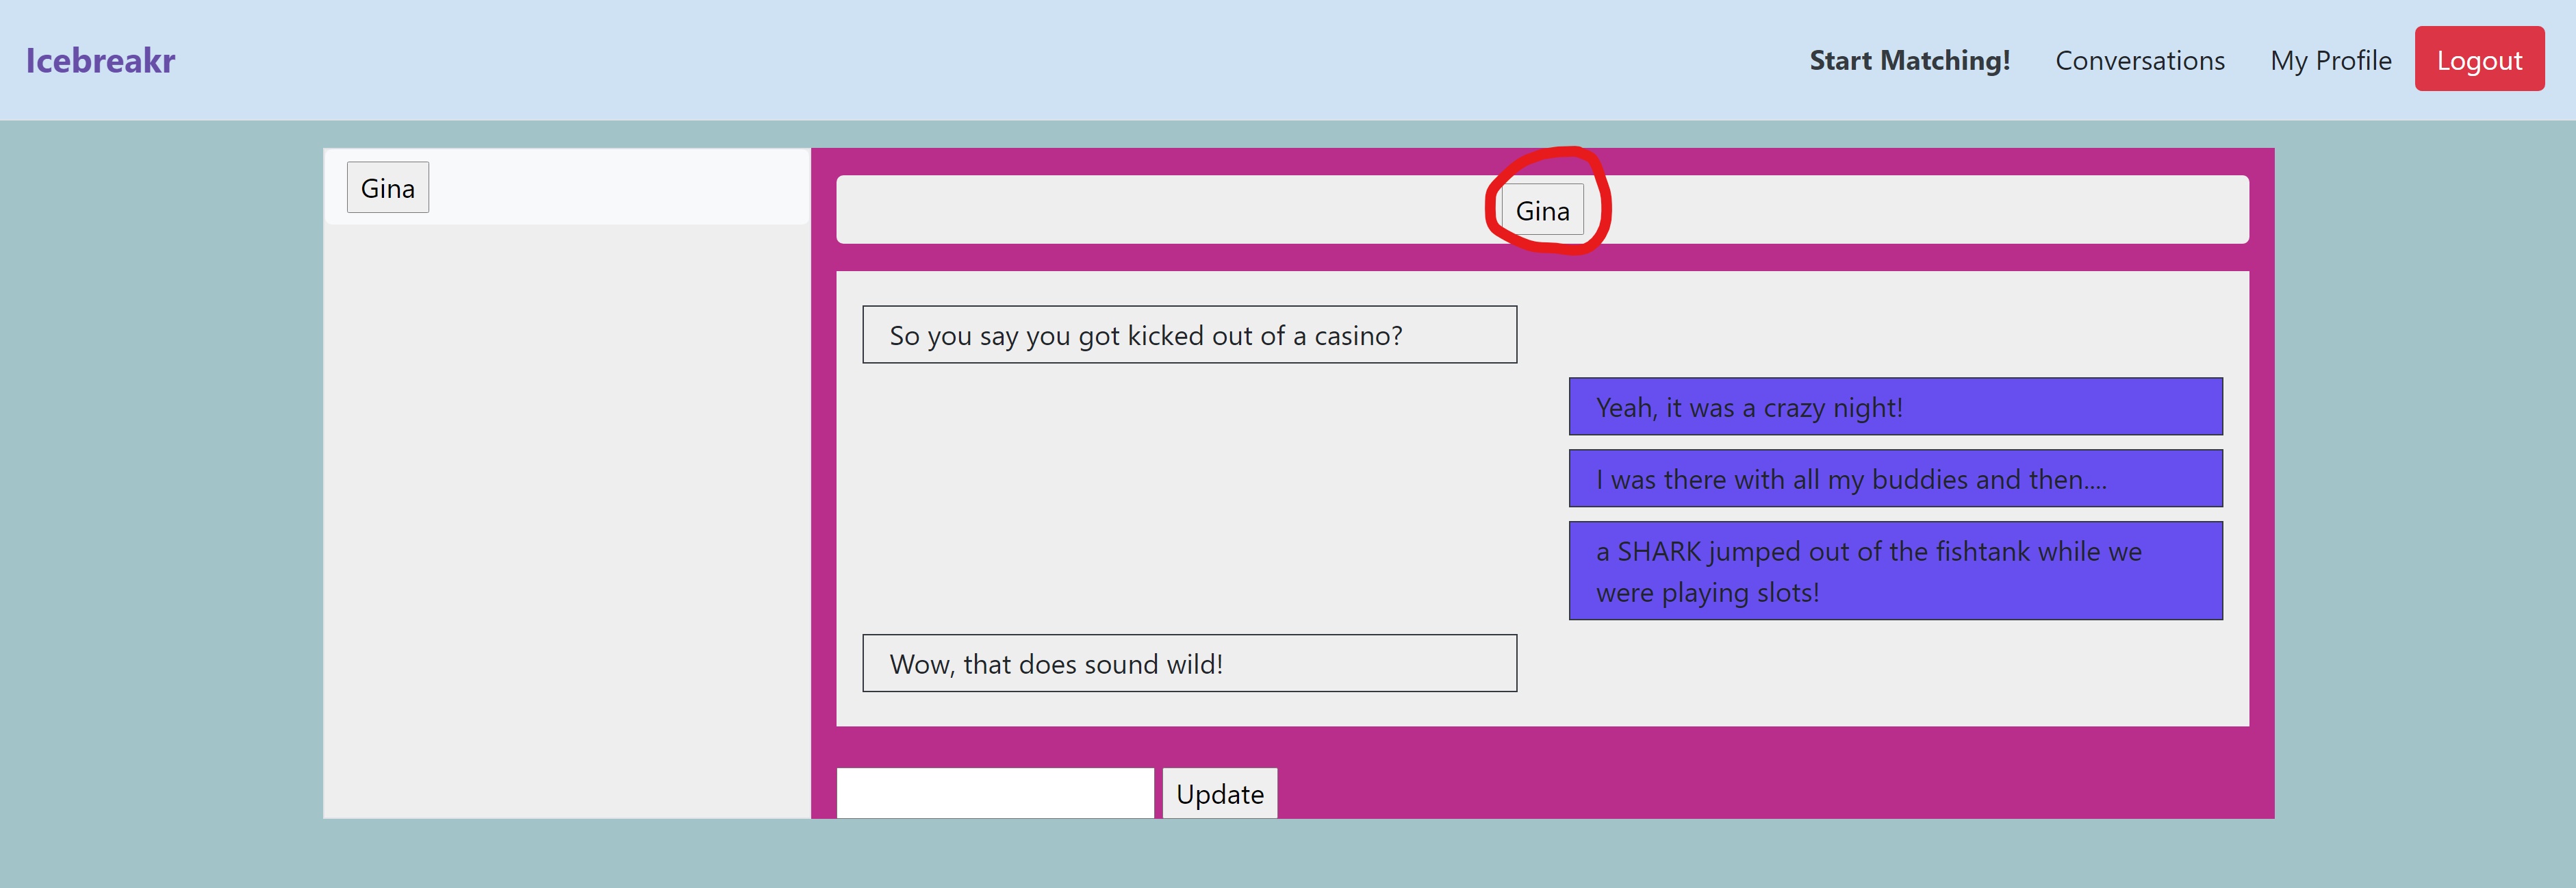 Icebreakr
Start Matching!
Conversations
My Profile
Logout
Gina
Gina
So you say you got kicked out of a casino?
Yeah, it was a crazy night!
I was there with all my buddies and then....
a SHARK jumped out of the fishtank while we
were playing slots!
Wow, that does sound wild!
Update